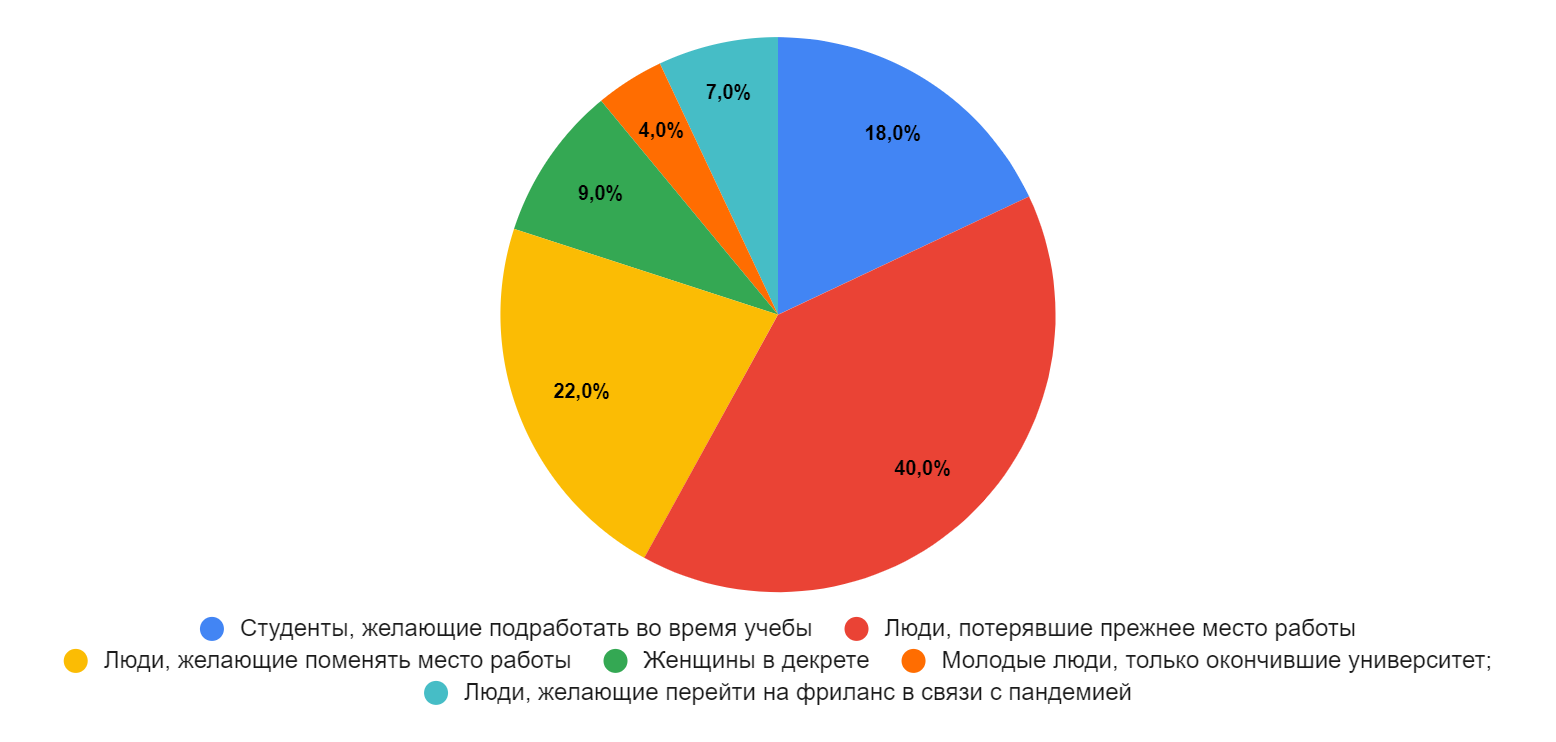 7,0%
18,0%
4,0%
9,0%
22,0%
40,0%
Студенты, желающие подработать во время учебы Люди, потерявшие прежнее место работы
Люди, желающие поменять место работы Женщины в декрете Молодые люди, только окончившие университет;
Люди, желающие перейти на фриланс в связи с пандемией